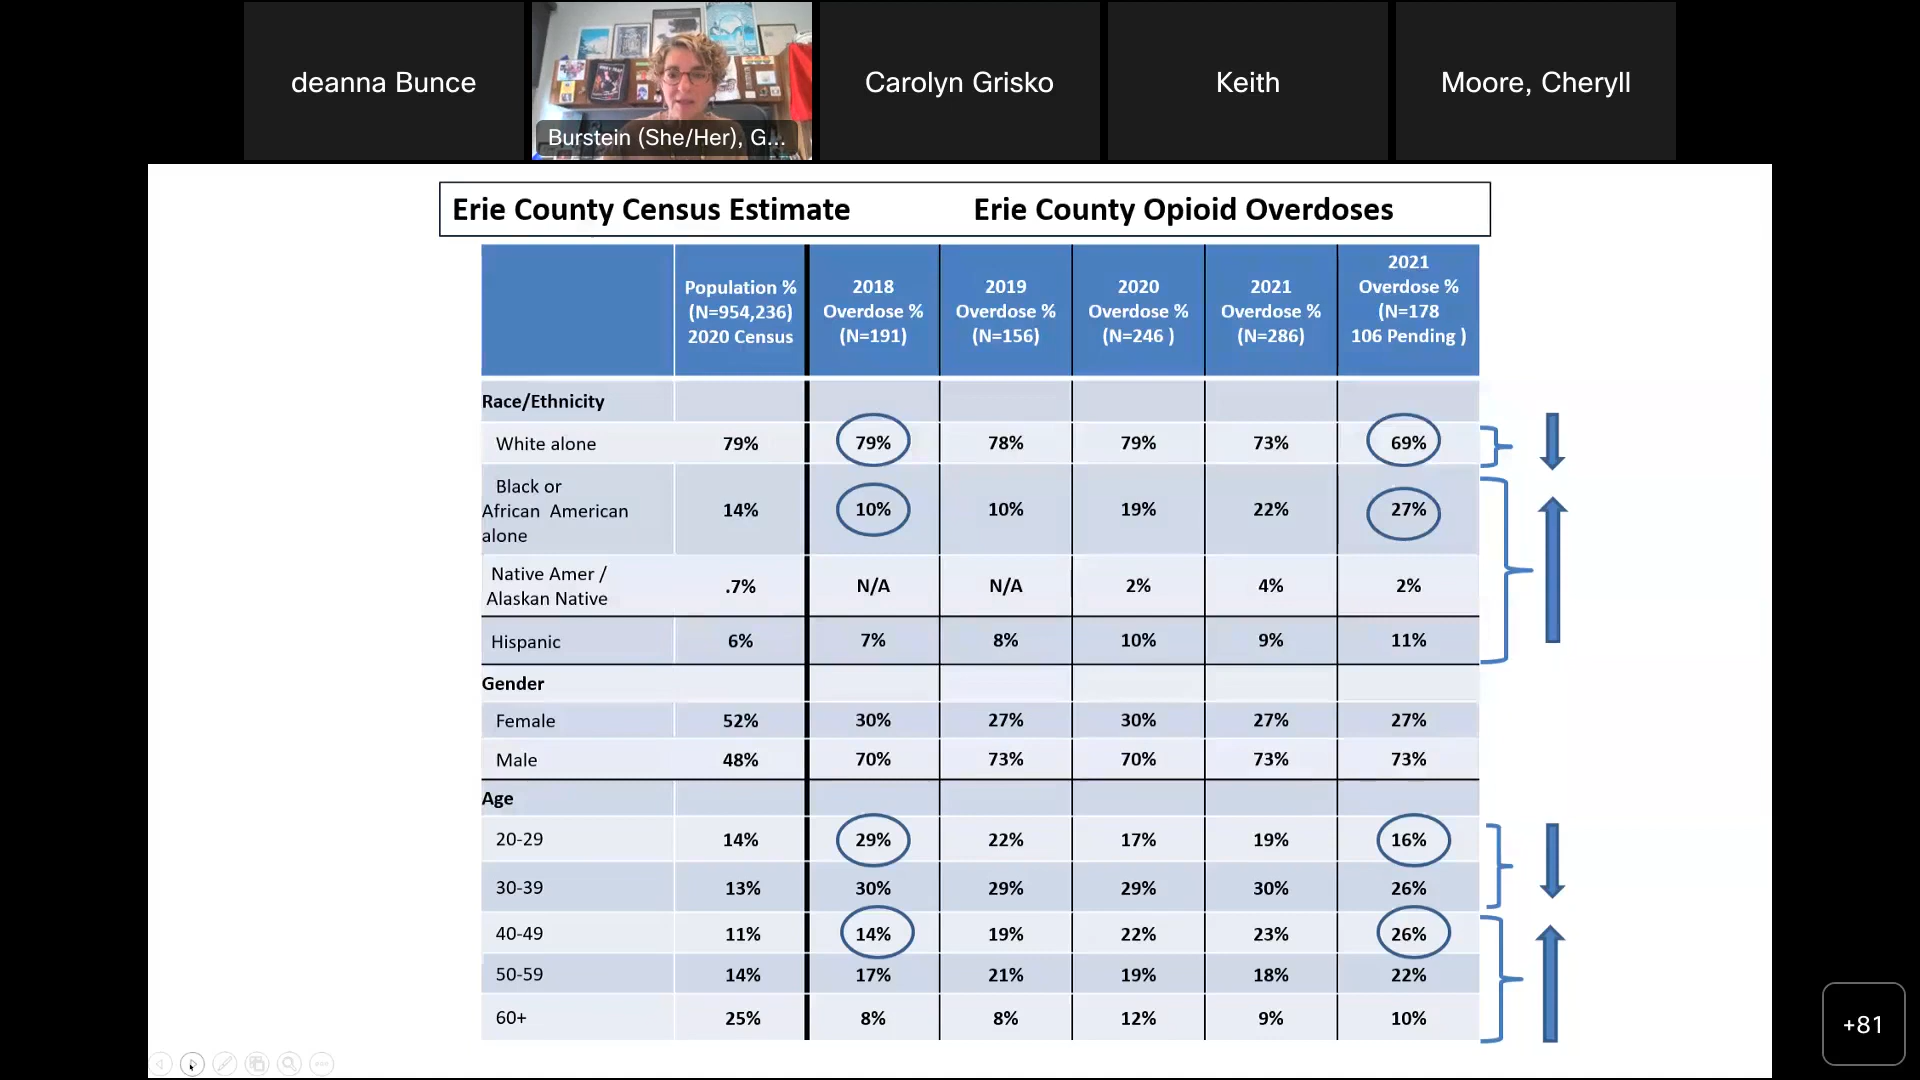 deanna Bunce
Burstein (She/Her), G...
Carolyn Grisko
Keith
Moore, Cheryll
Erie County Census Estimate Erie County Opioid Overdoses
Population % (N=954,236) 2020 Census
2018 Overdose % (N=191)
2019 Overdose % (N=156)
2020 Overdose % (N=246 )
2021 Overdose % (N=286)
2021 Overdose % (N=178 106 Pending )
Race/Ethnicity
White alone 79% 79% 78% 79% 73% 69%
Black or African American alone 14% 10% 10% 19% 22% 27%
Native Amer / Alaskan Native .7% N/A N/A 2% 4% 2%
Hispanic 6% 7% 8% 10% 9% 11%
Gender
Female 52% 30% 27% 30% 27% 27%
Male 48% 70% 73% 70% 73% 73%
Age
20-29 14% 29% 22% 17% 19% 16%
30-39 13% 30% 29% 29% 30% 26%
40-49 11% 14% 19% 22% 23% 26%
50-59 14% 17% 21% 19% 18% 22%
60+ 25% 8% 8% 12% 9% 10%
+81